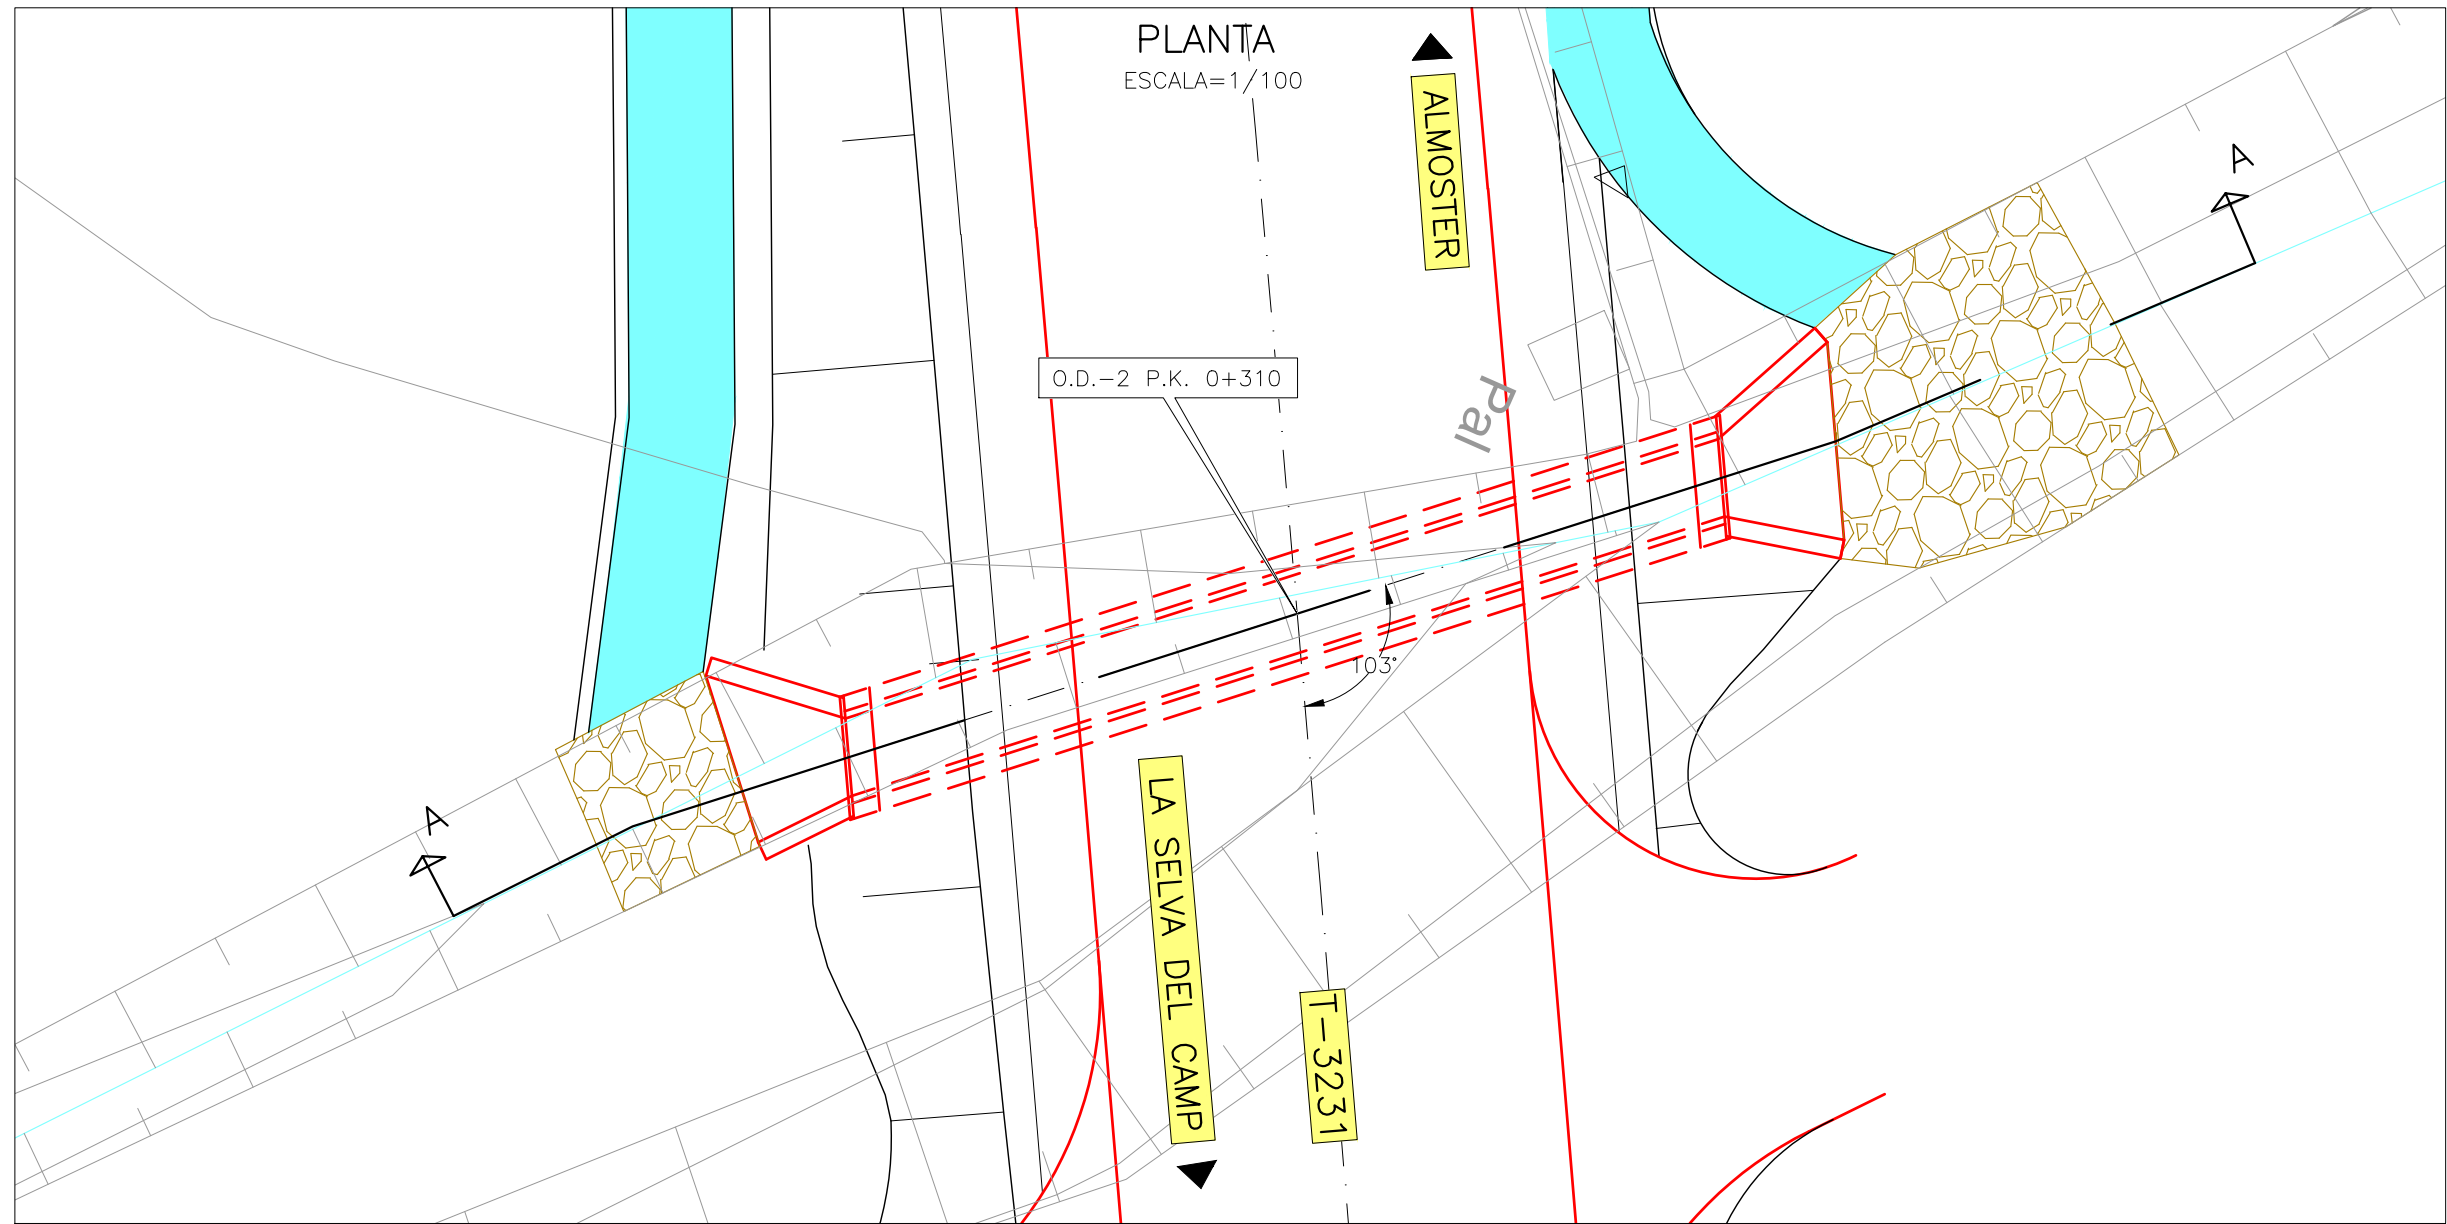 PLANTA
ESCALA=1/100
ALMOSTER
A
O.D.-2 P.K. 0+310
Pal
103°
A
LA SELVA DEL CAMP
T-3231